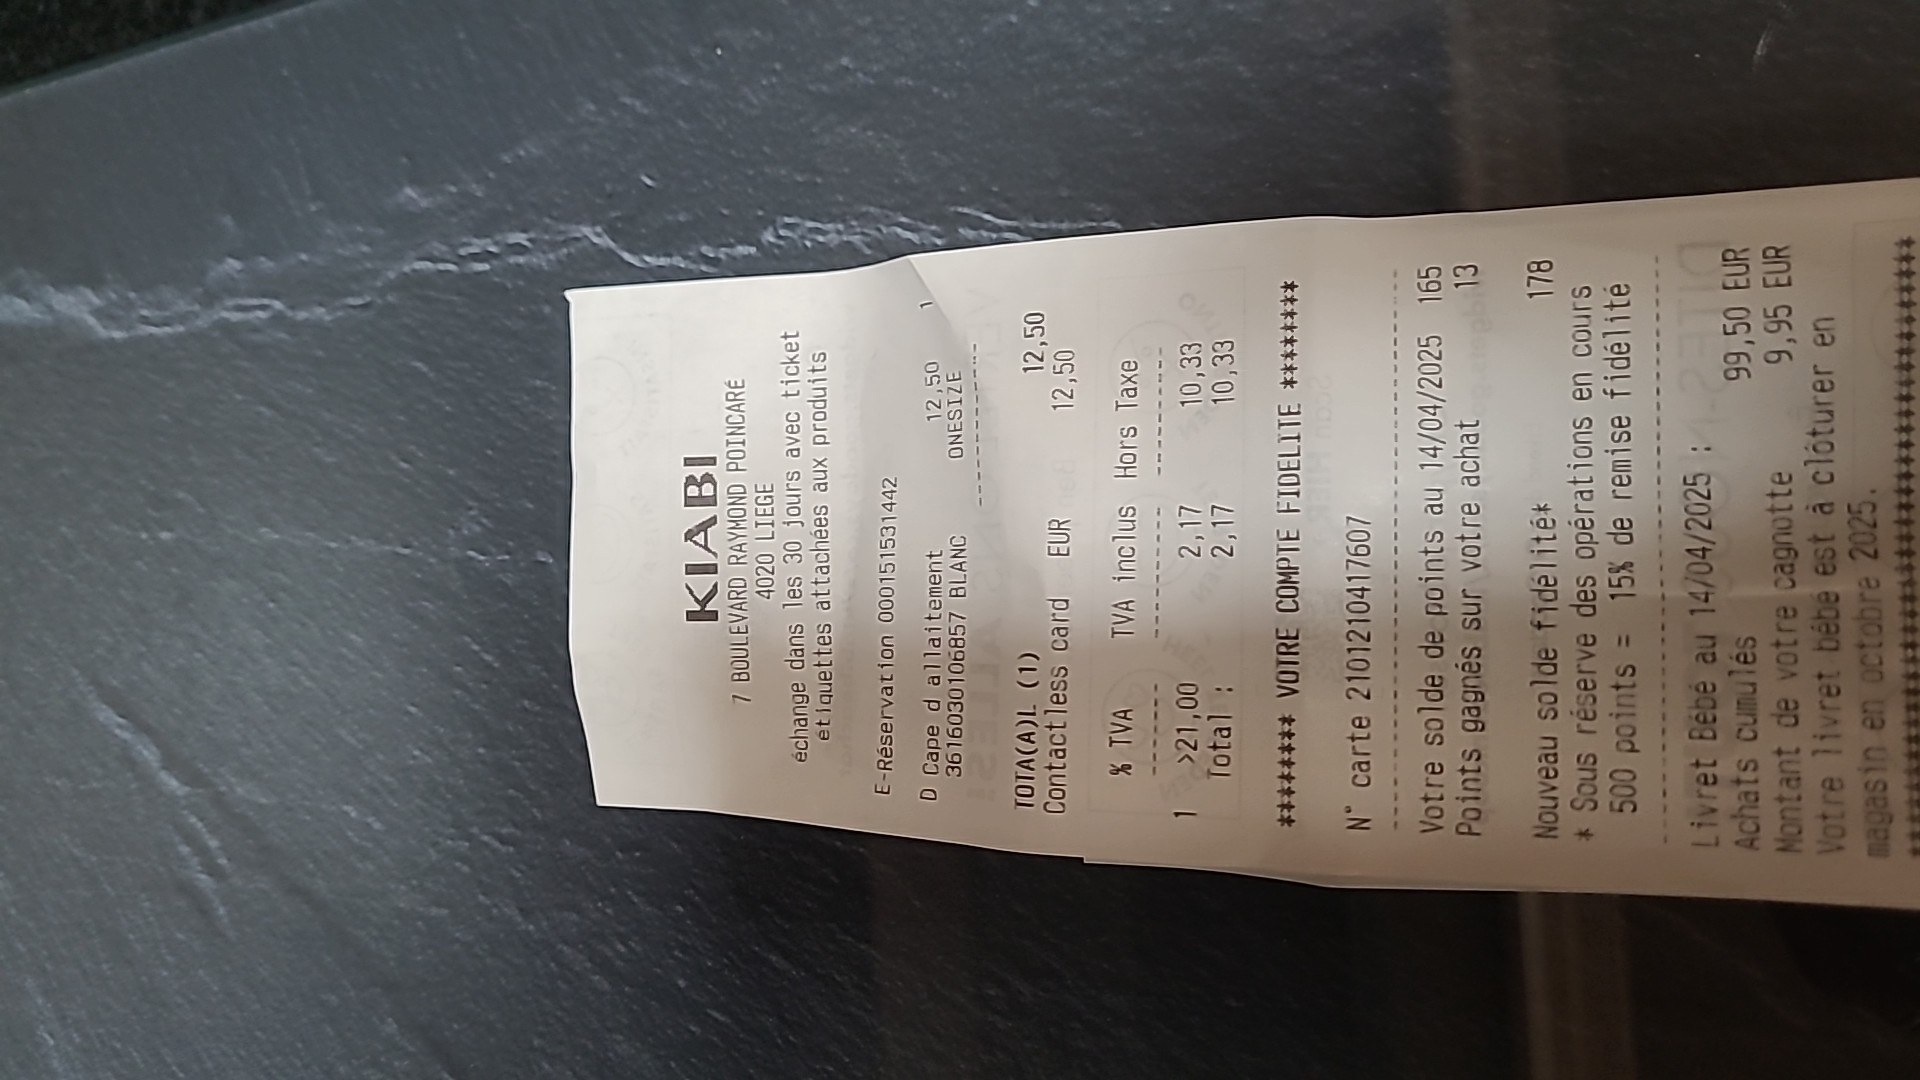 KIABI
7 BOULEVARD RAYMOND POINCARÉ
4020 LIEGE
échange dans les 30 jours avec ticket
étiquettes attachées aux produits
E-Réservation 000151531442
D Cape d allaitement 12,50 1
3616030106857 BLANC ONESIZE
TOTA(A)L (1) 12,50
Contactless card EUR 12,50
% TVA TVA inclus Hors Taxe
1 >21,00 2,17 10,33
Total : 2,17 10,33
******* VOTRE COMPTE FIDELITE *******
N° carte 2101210417607
Votre solde de points au 14/04/2025 165
Points gagnés sur votre achat 13
Nouveau solde fidélité* 178
* Sous réserve des opérations en cours
500 points = 15% de remise fidélité
Livret Bébé au 14/04/2025 :
Achats cumulés 99,50 EUR
Montant de votre cagnotte 9,95 EUR
Votre livret bébé est à clôturer en
magasin en octobre 2025.